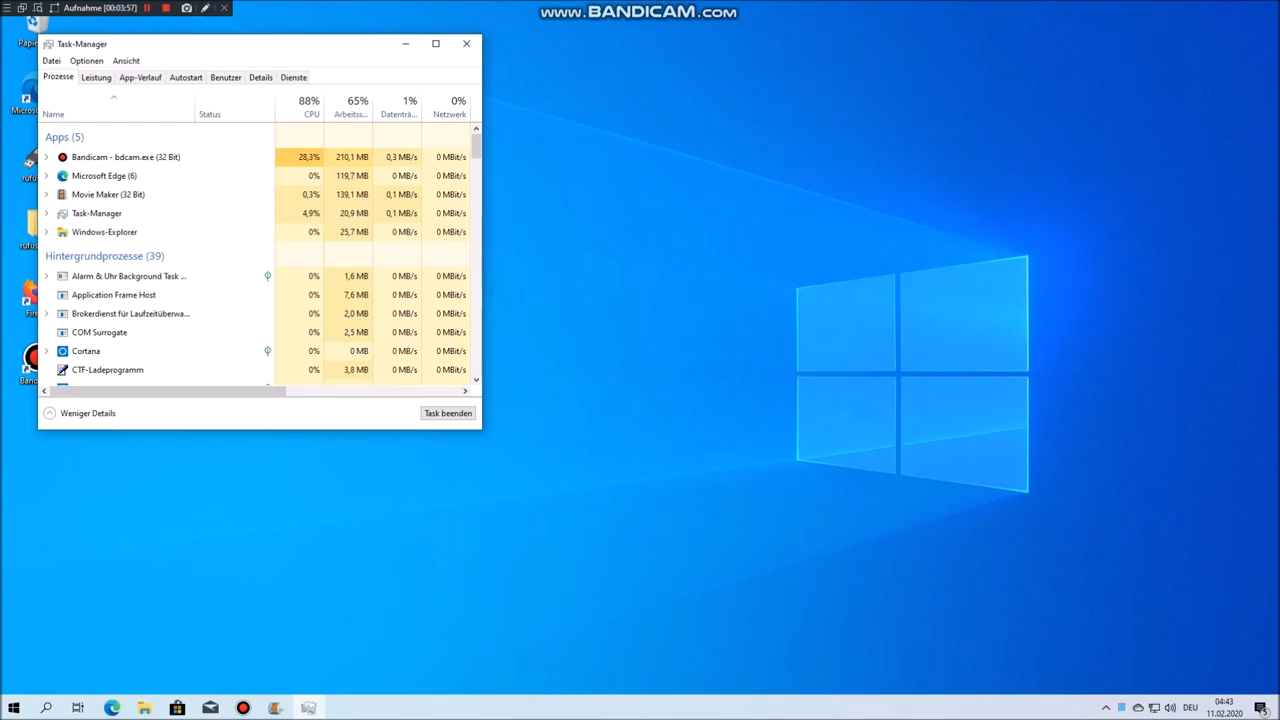 Aufnahme [00:03:57]
www.BANDICAM.com
Papie
Microso
rufus
rufus
Fire
Band
Task-Manager
Datei Optionen Ansicht
Prozesse Leistung App-Verlauf Autostart Benutzer Details Dienste
88% 65% 1% 0%
Name Status CPU Arbeitss... Datenträ... Netzwerk
Apps (5)
Bandicam - bdcam.exe (32 Bit) 28,3% 210,1 MB 0,3 MB/s 0 MBit/s
Microsoft Edge (6) 0% 119,7 MB 0 MB/s 0 MBit/s
Movie Maker (32 Bit) 0,3% 139,1 MB 0,1 MB/s 0 MBit/s
Task-Manager 4,9% 20,9 MB 0,1 MB/s 0 MBit/s
Windows-Explorer 0% 25,7 MB 0 MB/s 0 MBit/s
Hintergrundprozesse (39)
Alarm & Uhr Background Task ... 0% 1,6 MB 0 MB/s 0 MBit/s
Application Frame Host 0% 7,6 MB 0 MB/s 0 MBit/s
Brokerdienst für Laufzeitüberwa... 0% 2,0 MB 0 MB/s 0 MBit/s
COM Surrogate 0% 2,5 MB 0 MB/s 0 MBit/s
Cortana 0% 0 MB 0 MB/s 0 MBit/s
CTF-Ladeprogramm 0% 3,8 MB 0 MB/s 0 MBit/s
Weniger Details Task beenden
DEU
04:43
11.02.2020
5